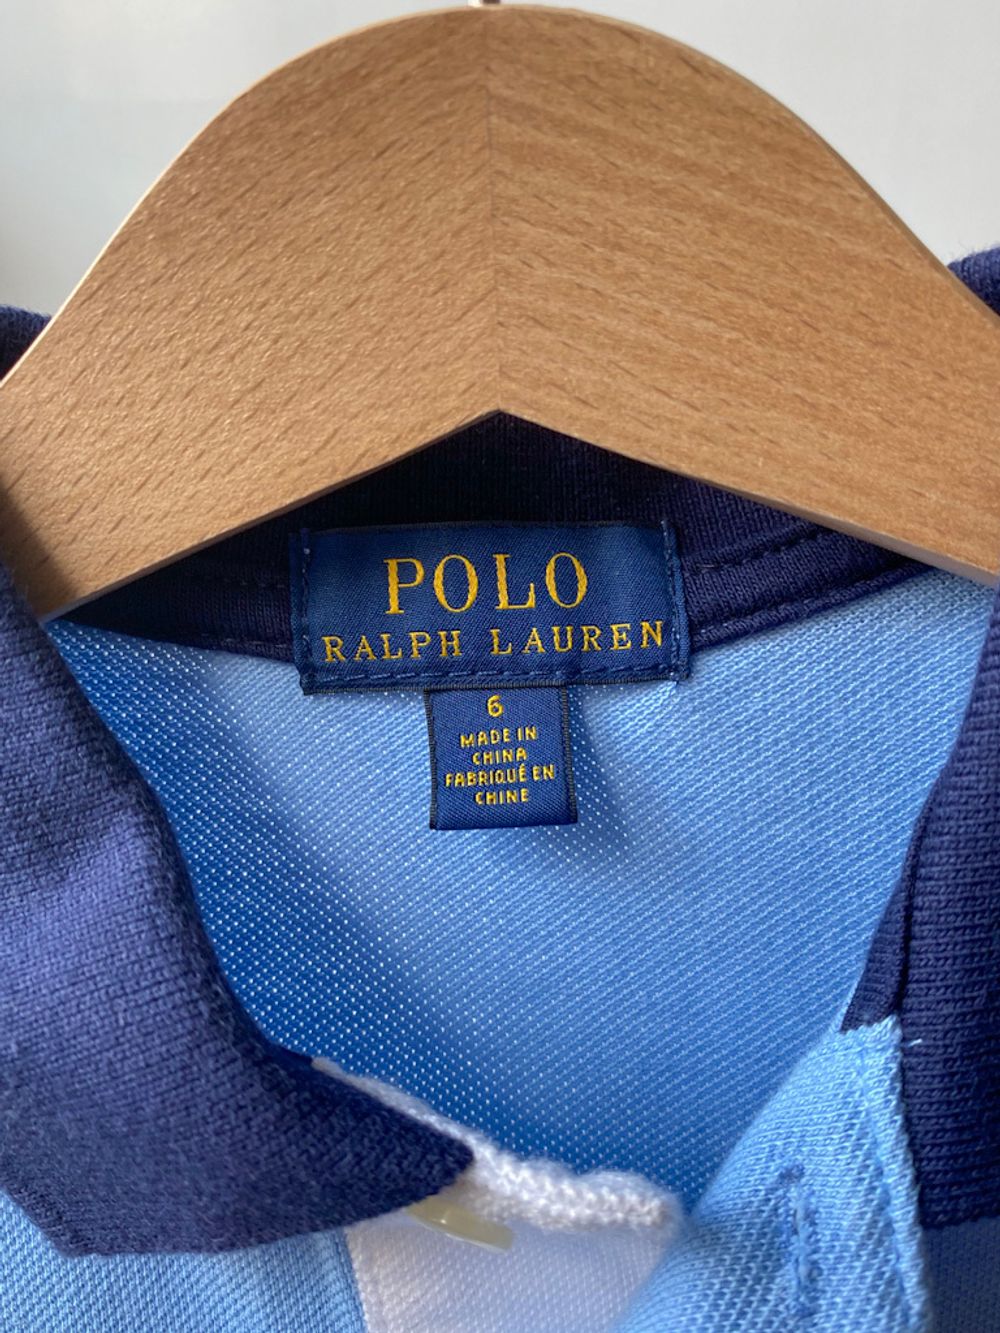 POLO
RALPH LAUREN
6
MADE IN
CHINA
FABRIQUÉ EN
CHINE